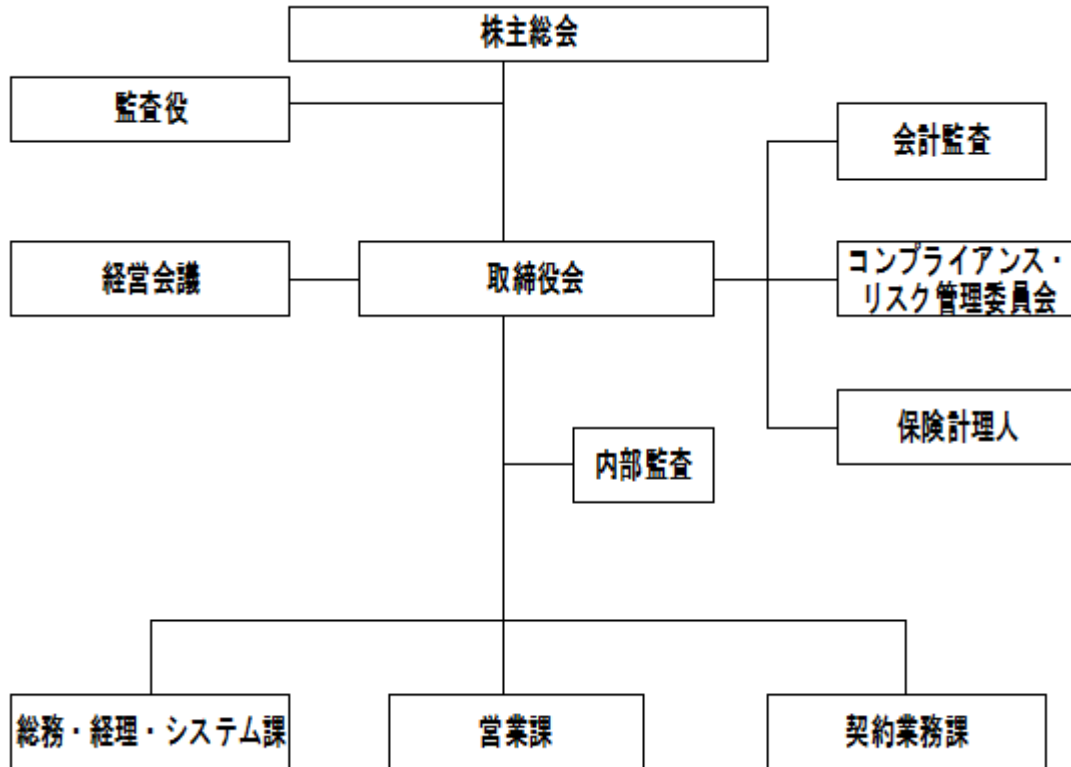 株主総会
監査役
会計監査
経営会議
取締役会
コンプライアンス・
リスク管理委員会
保険計理人
内部監査
総務・経理・システム課
営業課
契約業務課